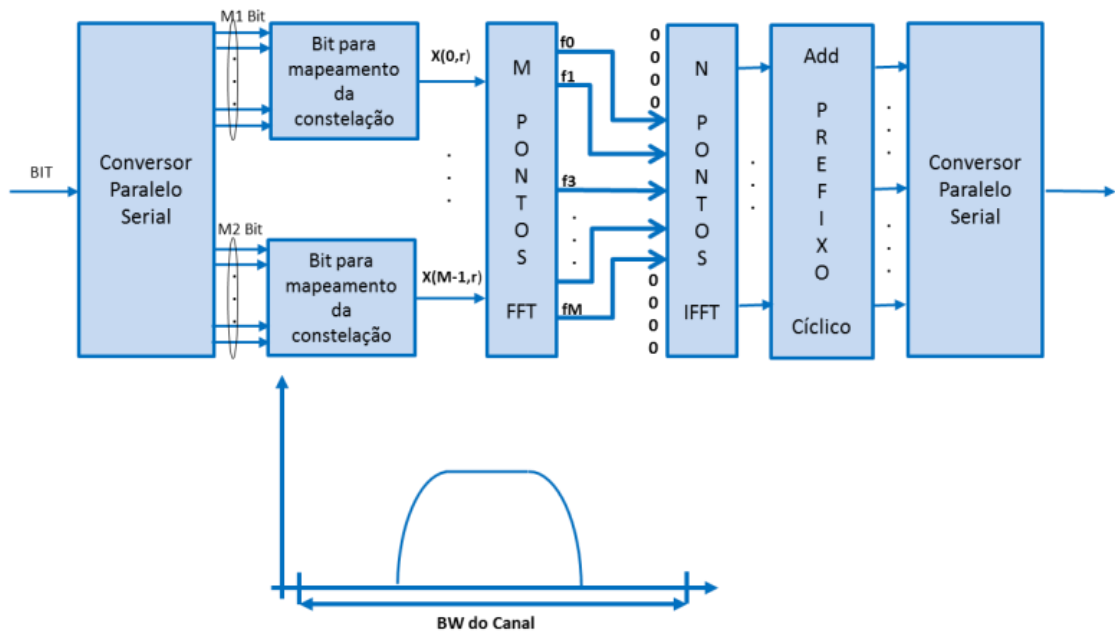 BIT
Conversor
Paralelo
Serial
M1 Bit
M2 Bit
Bit para
mapeamento
da
constelação
Bit para
mapeamento
da
constelação
X(0,r)
X(M-1,r)
M
P
O
N
T
O
S
FFT
f0
f1
f3
fM
0
0
0
0
0
0
0
0
N
P
O
N
T
O
S
IFFT
Add
P
R
E
F
I
X
O
Cíclico
Conversor
Paralelo
Serial
BW do Canal